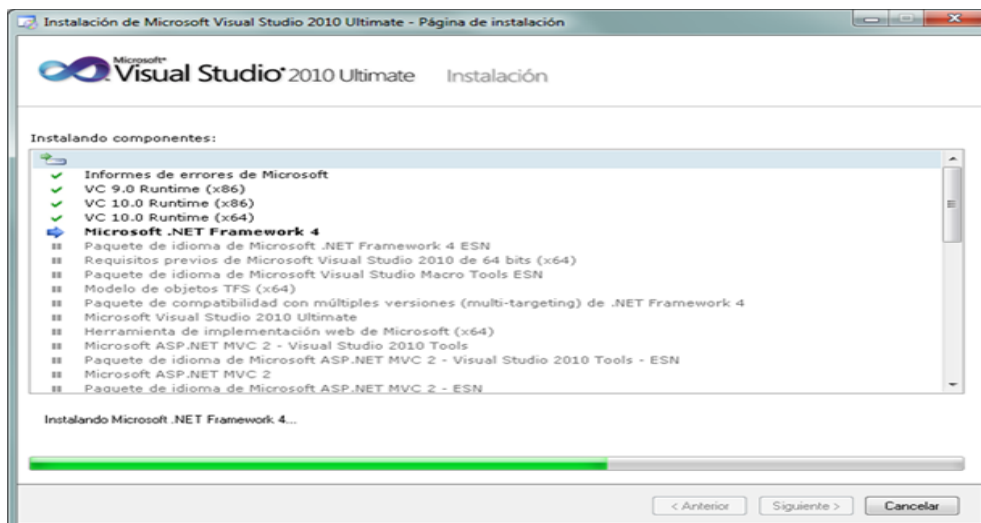 Instalación de Microsoft Visual Studio 2010 Ultimate - Página de instalación
Microsoft®
Visual Studio® 2010 Ultimate Instalación
Instalando componentes:
Informes de errores de Microsoft
VC 9.0 Runtime (x86)
VC 10.0 Runtime (x86)
VC 10.0 Runtime (x64)
Microsoft .NET Framework 4
Paquete de idioma de Microsoft .NET Framework 4 ESN
Requisitos previos de Microsoft Visual Studio 2010 de 64 bits (x64)
Paquete de idioma de Microsoft Visual Studio Macro Tools ESN
Modelo de objetos TFS (x64)
Paquete de compatibilidad con múltiples versiones (multi-targeting) de .NET Framework 4
Microsoft Visual Studio 2010 Ultimate
Herramienta de implementación web de Microsoft (x64)
Microsoft ASP.NET MVC 2 - Visual Studio 2010 Tools
Paquete de idioma de Microsoft ASP.NET MVC 2 - Visual Studio 2010 Tools - ESN
Microsoft ASP.NET MVC 2
Paquete de idioma de Microsoft ASP.NET MVC 2 - ESN
Instalando Microsoft .NET Framework 4...
< Anterior Siguiente > Cancelar